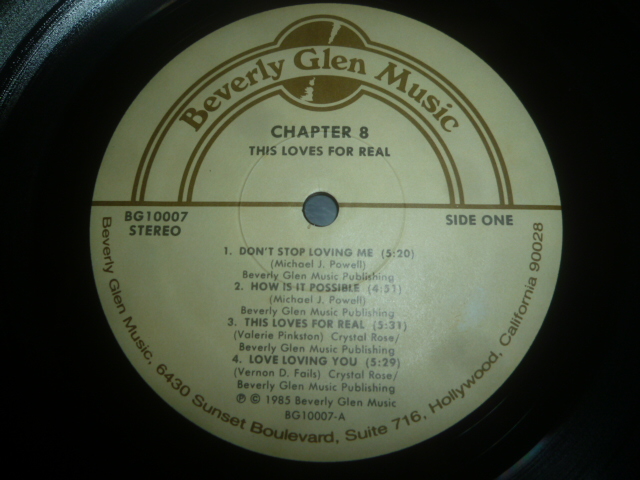 Beverly Glen Music
CHAPTER 8
THIS LOVES FOR REAL
BG10007
STEREO
SIDE ONE
1. DON'T STOP LOVING ME (5:20)
(Michael J. Powell)
Beverly Glen Music Publishing
2. HOW IS IT POSSIBLE (4:51)
(Michael J. Powell)
Beverly Glen Music Publishing
3. THIS LOVES FOR REAL (5:31)
(Valerie Pinkston) Crystal Rose/
Beverly Glen Music Publishing
4. LOVE LOVING YOU (5:29)
(Vernon D. Fails) Crystal Rose/
Beverly Glen Music Publishing
℗ © 1985 Beverly Glen Music
BG10007-A
Beverly Glen Music, 6430 Sunset Boulevard, Suite 716, Hollywood, California 90028